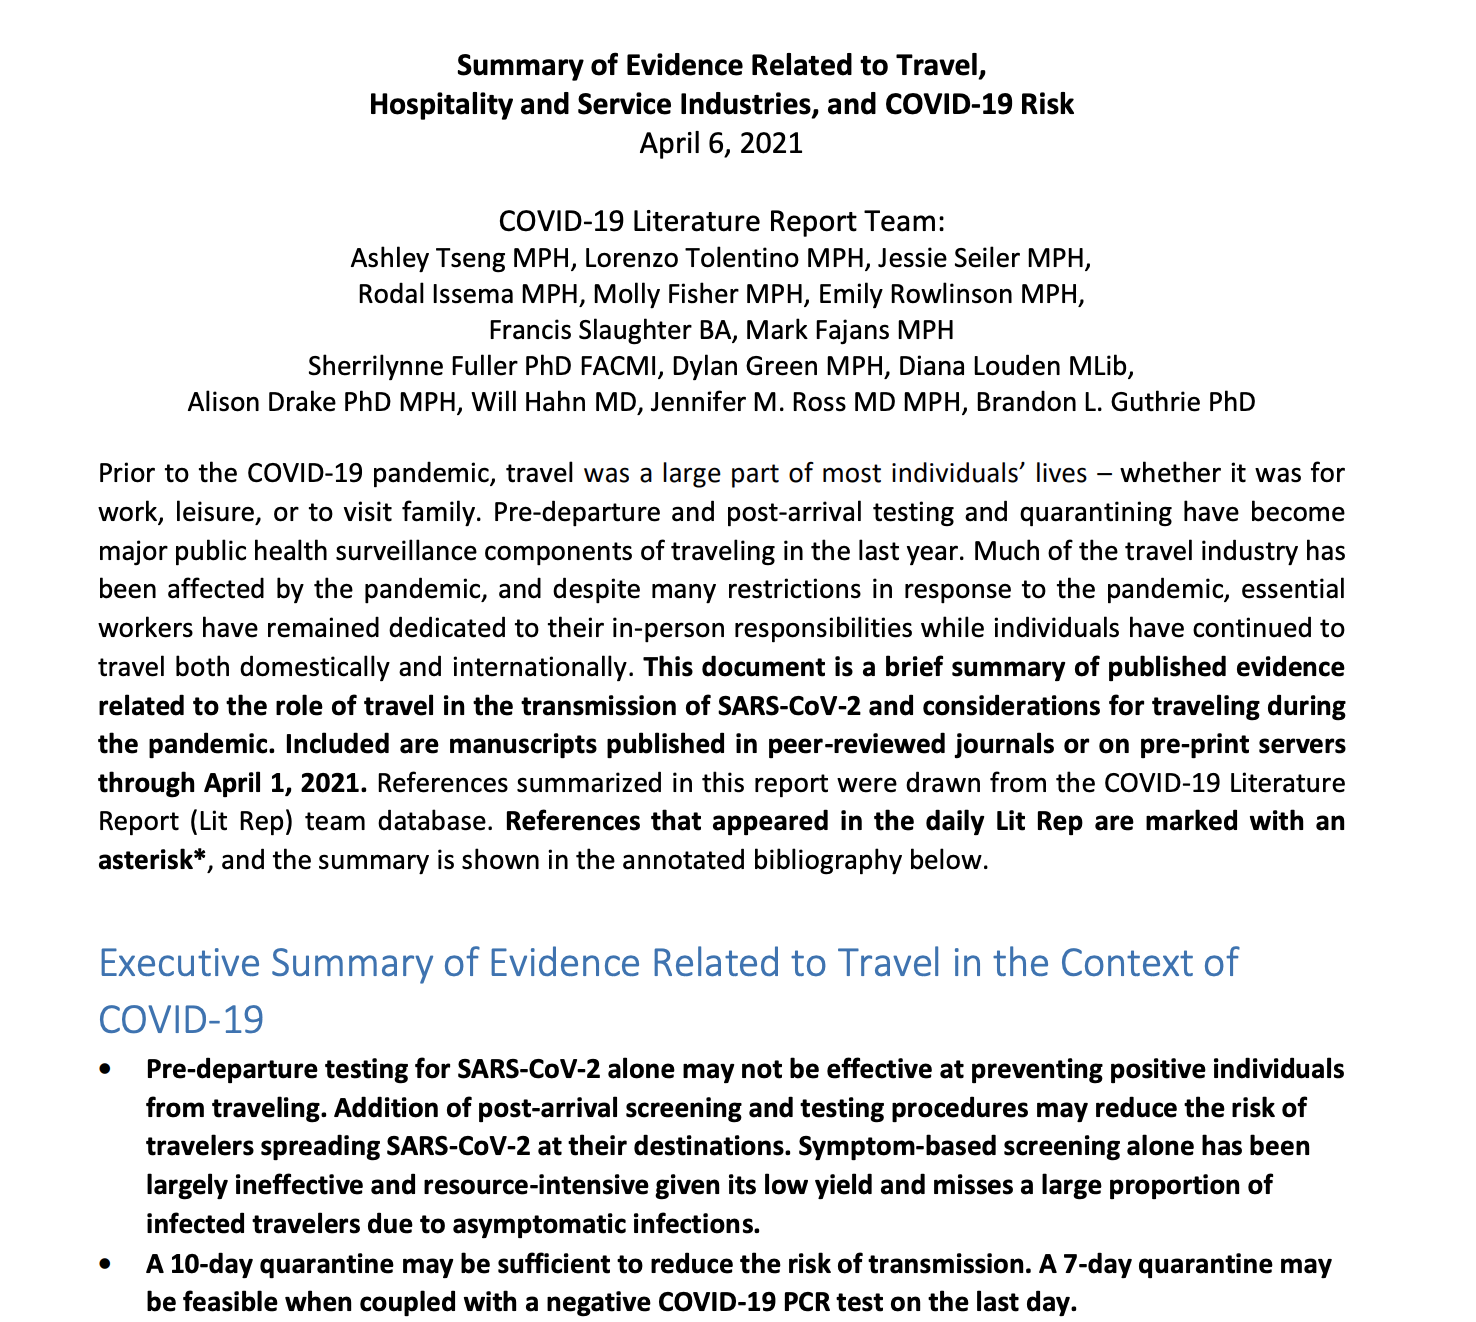 Summary of Evidence Related to Travel,
Hospitality and Service Industries, and COVID-19 Risk
April 6, 2021
COVID-19 Literature Report Team:
Ashley Tseng MPH, Lorenzo Tolentino MPH, Jessie Seiler MPH,
Rodal Issema MPH, Molly Fisher MPH, Emily Rowlinson MPH,
Francis Slaughter BA, Mark Fajans MPH
Sherrilynne Fuller PhD FACMI, Dylan Green MPH, Diana Louden MLib,
Alison Drake PhD MPH, Will Hahn MD, Jennifer M. Ross MD MPH, Brandon L. Guthrie PhD
Prior to the COVID-19 pandemic, travel was a large part of most individuals’ lives – whether it was for
work, leisure, or to visit family. Pre-departure and post-arrival testing and quarantining have become
major public health surveillance components of traveling in the last year. Much of the travel industry has
been affected by the pandemic, and despite many restrictions in response to the pandemic, essential
workers have remained dedicated to their in-person responsibilities while individuals have continued to
travel both domestically and internationally. This document is a brief summary of published evidence
related to the role of travel in the transmission of SARS-CoV-2 and considerations for traveling during
the pandemic. Included are manuscripts published in peer-reviewed journals or on pre-print servers
through April 1, 2021. References summarized in this report were drawn from the COVID-19 Literature
Report (Lit Rep) team database. References that appeared in the daily Lit Rep are marked with an
asterisk*, and the summary is shown in the annotated bibliography below.
Executive Summary of Evidence Related to Travel in the Context of
COVID-19
• Pre-departure testing for SARS-CoV-2 alone may not be effective at preventing positive individuals
from traveling. Addition of post-arrival screening and testing procedures may reduce the risk of
travelers spreading SARS-CoV-2 at their destinations. Symptom-based screening alone has been
largely ineffective and resource-intensive given its low yield and misses a large proportion of
infected travelers due to asymptomatic infections.
• A 10-day quarantine may be sufficient to reduce the risk of transmission. A 7-day quarantine may
be feasible when coupled with a negative COVID-19 PCR test on the last day.